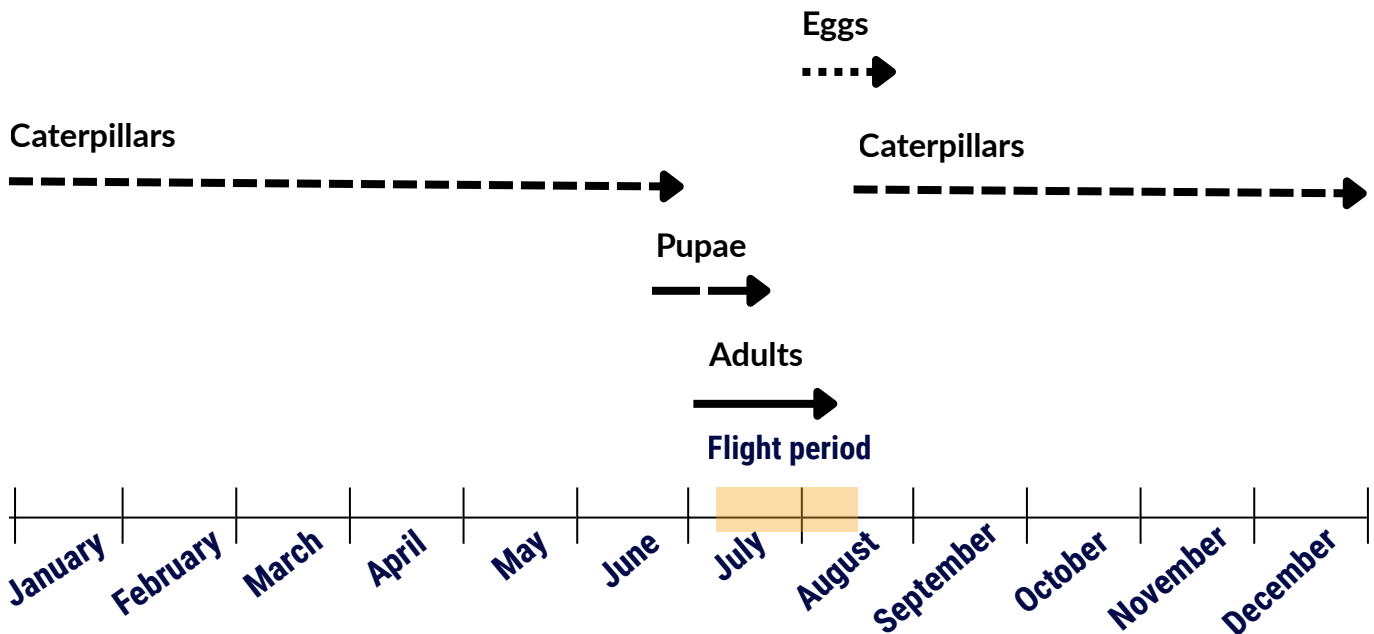 Eggs
Caterpillars
Caterpillars
Pupae
Adults
Flight period
January
February
March
April
May
June
July
August
September
October
November
December